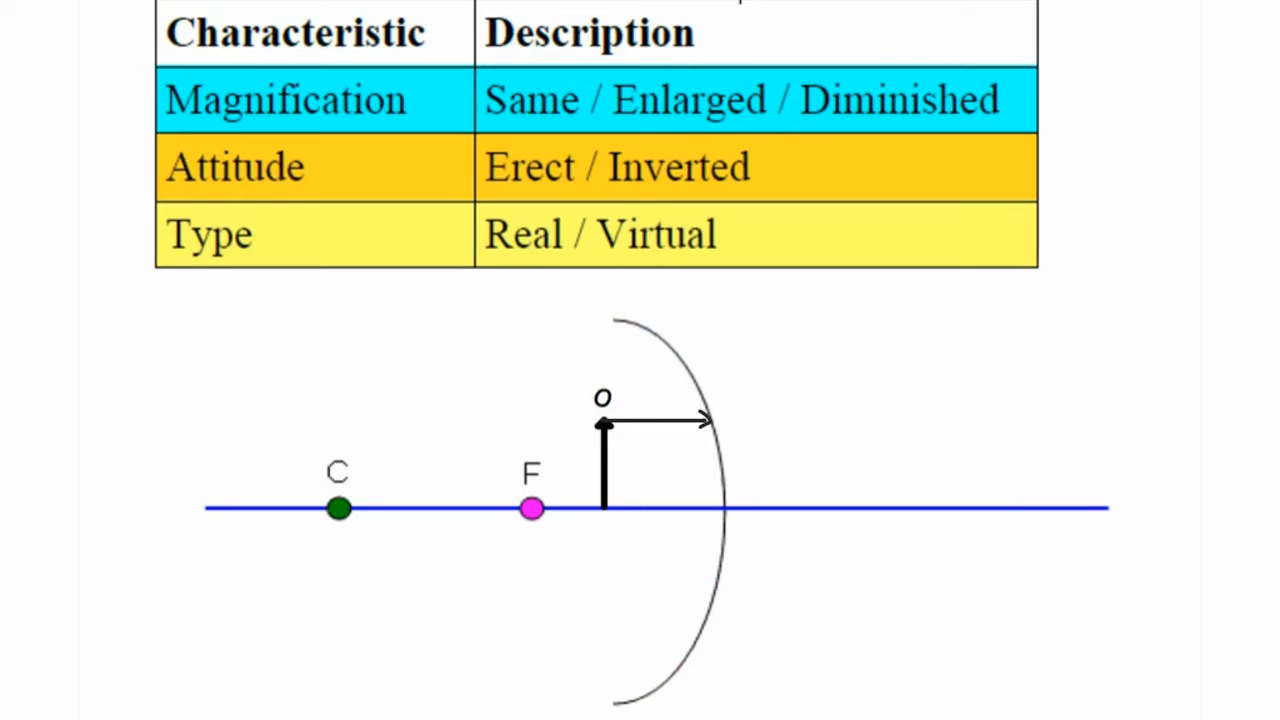 Characteristic Description
Magnification Same / Enlarged / Diminished
Attitude Erect / Inverted
Type Real / Virtual
O
C F